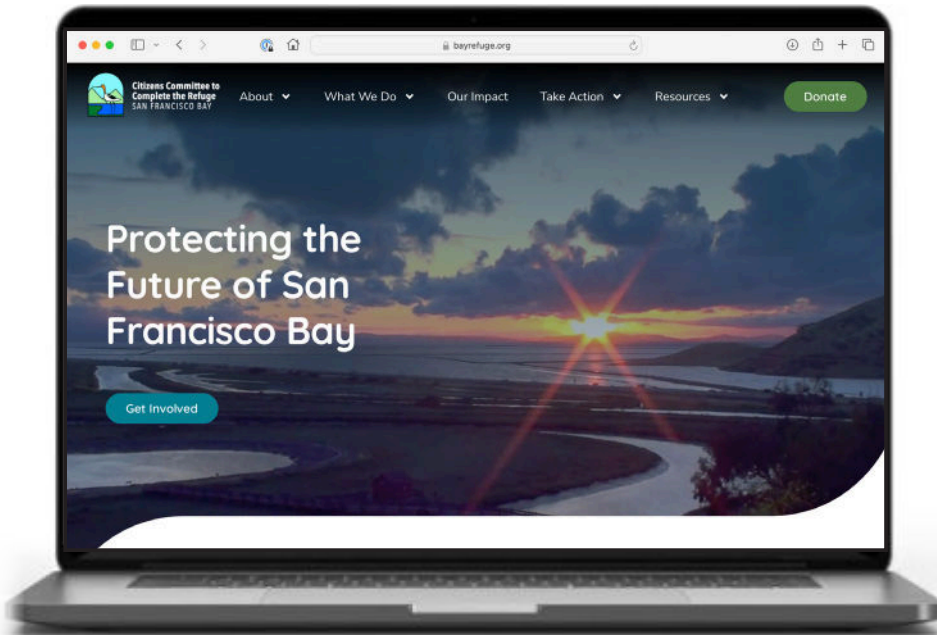 bayrefuge.org
Citizens Committee to
Complete the Refuge
SAN FRANCISCO BAY
About
What We Do
Our Impact
Take Action
Resources
Donate
Protecting the
Future of San
Francisco Bay
Get Involved